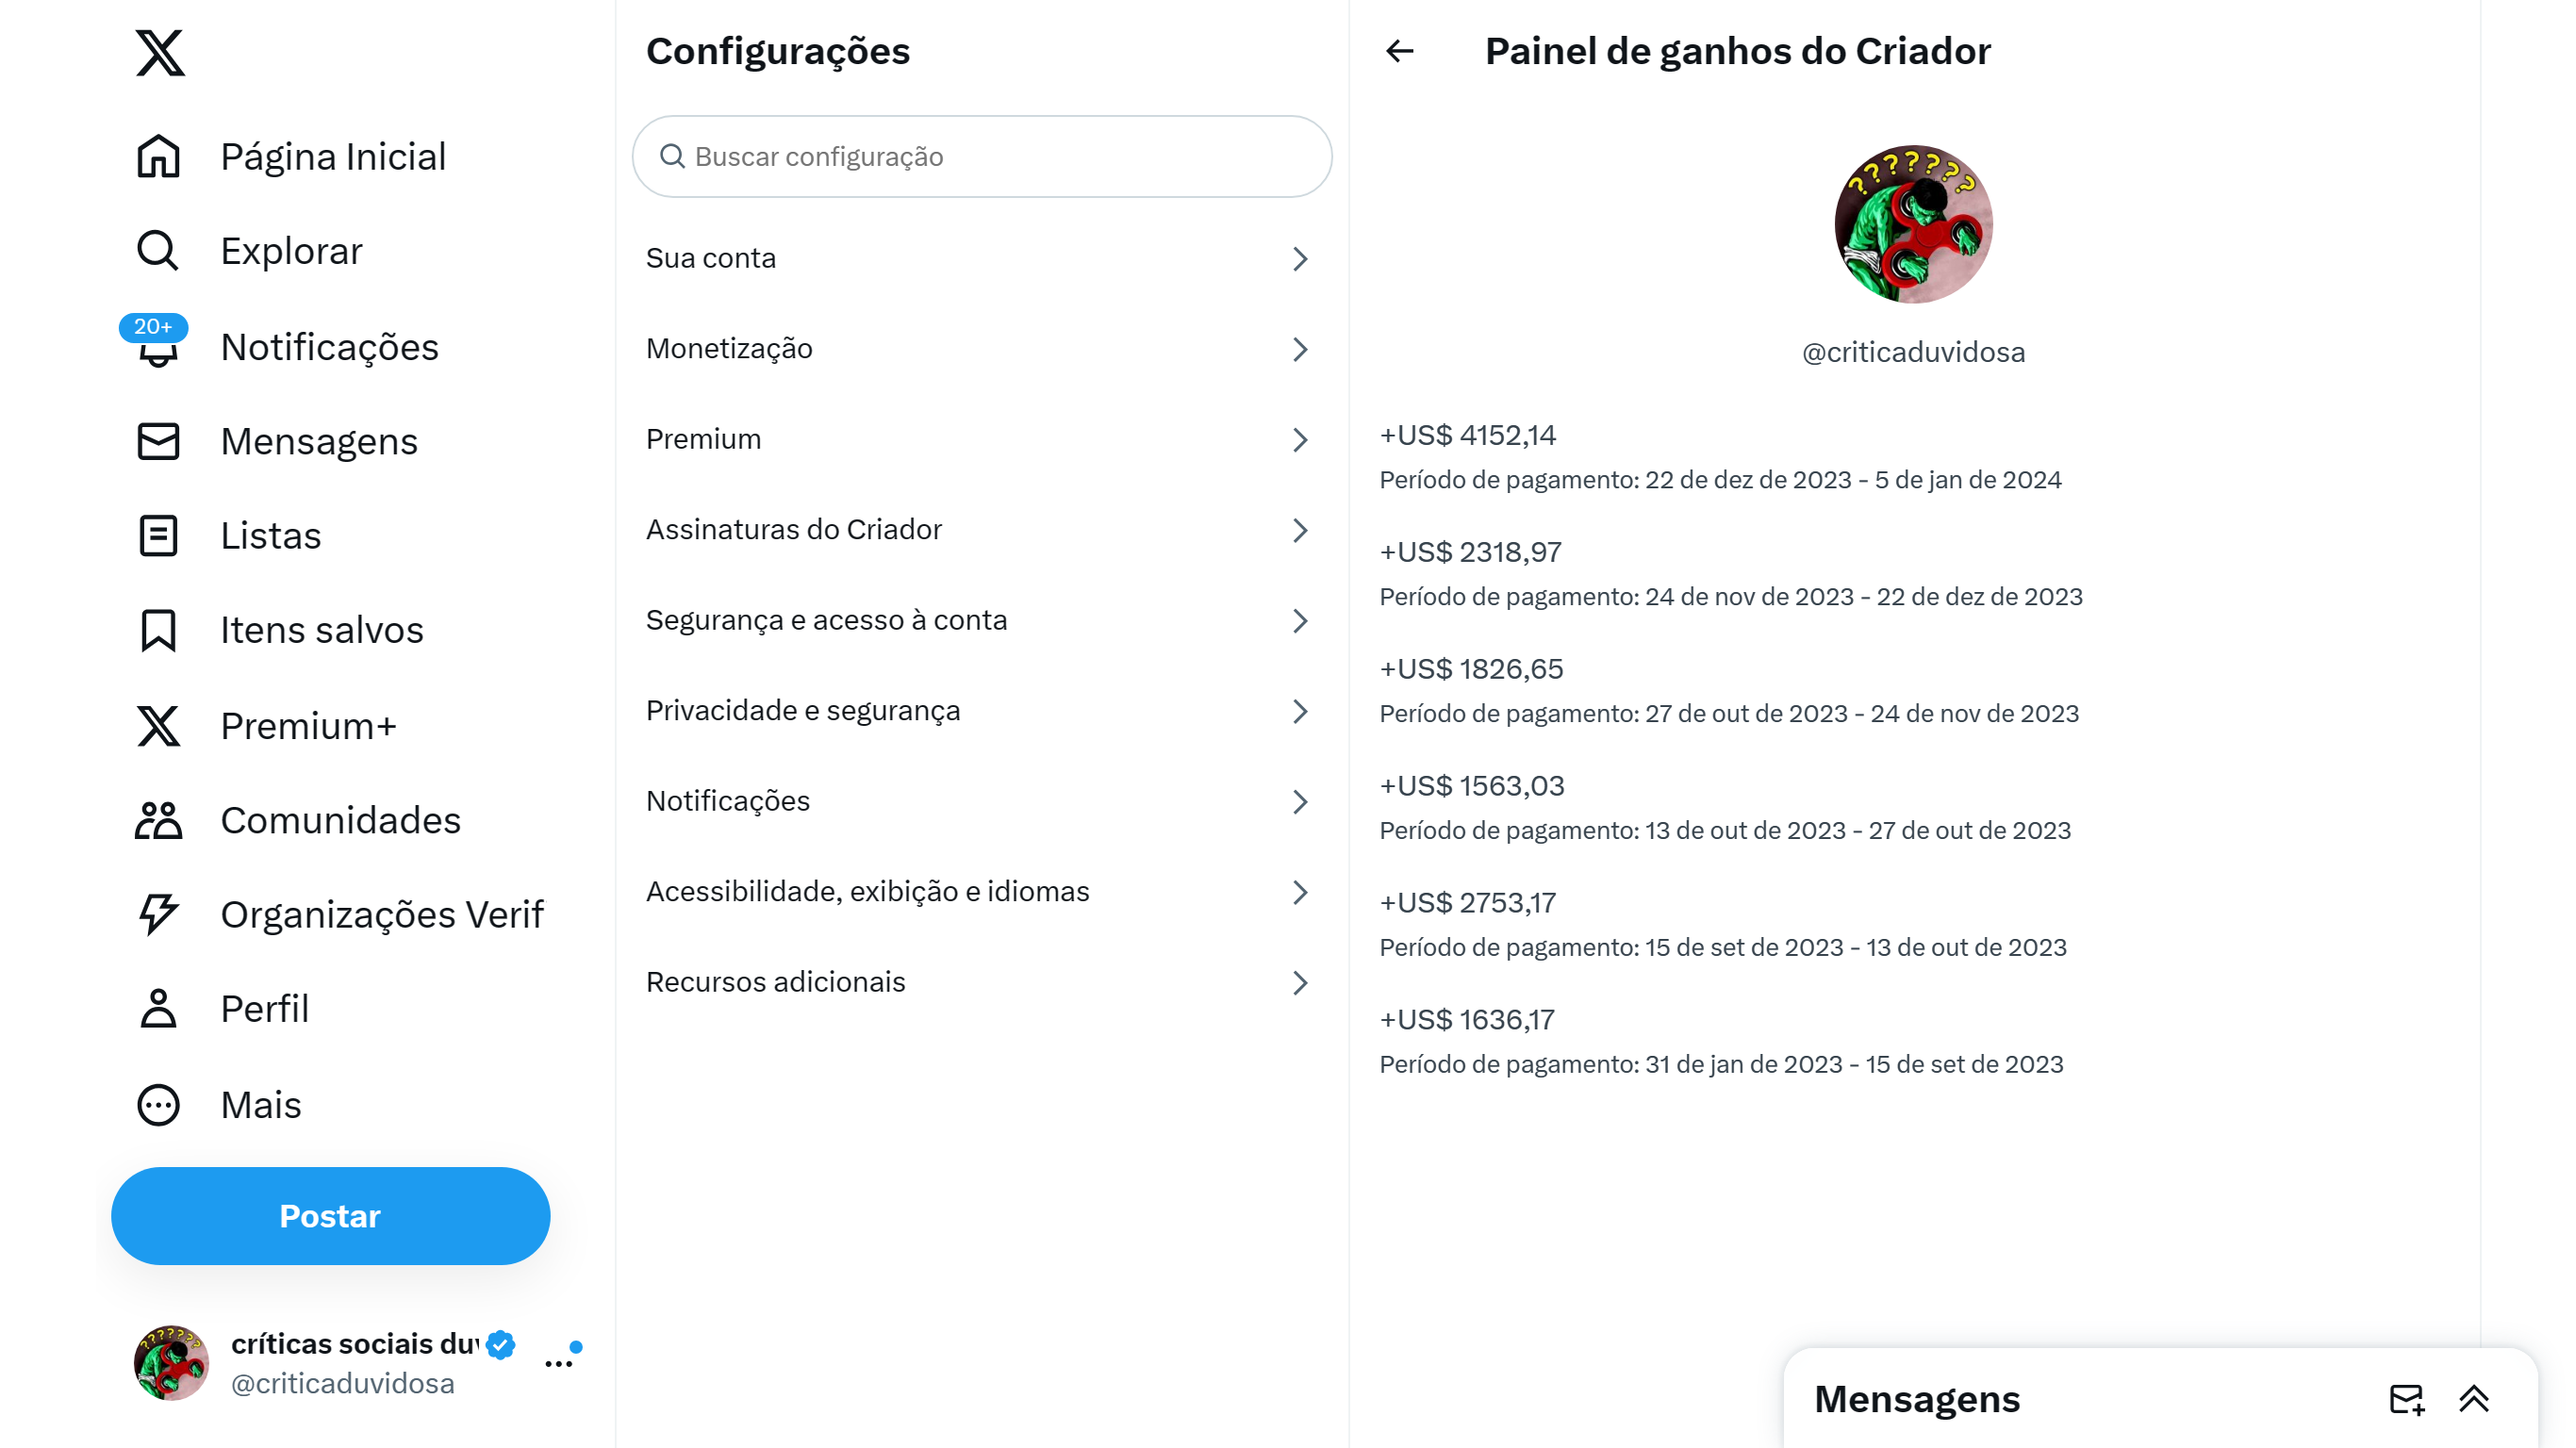 Página Inicial
Explorar
20+
Notificações
Mensagens
Listas
Itens salvos
Premium+
Comunidades
Organizações Verif
Perfil
Mais
Postar
críticas sociais du
@criticaduvidosa
Configurações
Buscar configuração
Sua conta
Monetização
Premium
Assinaturas do Criador
Segurança e acesso à conta
Privacidade e segurança
Notificações
Acessibilidade, exibição e idiomas
Recursos adicionais
Painel de ganhos do Criador
???????
@criticaduvidosa
+US$ 4152,14
Período de pagamento: 22 de dez de 2023 - 5 de jan de 2024
+US$ 2318,97
Período de pagamento: 24 de nov de 2023 - 22 de dez de 2023
+US$ 1826,65
Período de pagamento: 27 de out de 2023 - 24 de nov de 2023
+US$ 1563,03
Período de pagamento: 13 de out de 2023 - 27 de out de 2023
+US$ 2753,17
Período de pagamento: 15 de set de 2023 - 13 de out de 2023
+US$ 1636,17
Período de pagamento: 31 de jan de 2023 - 15 de set de 2023
Mensagens